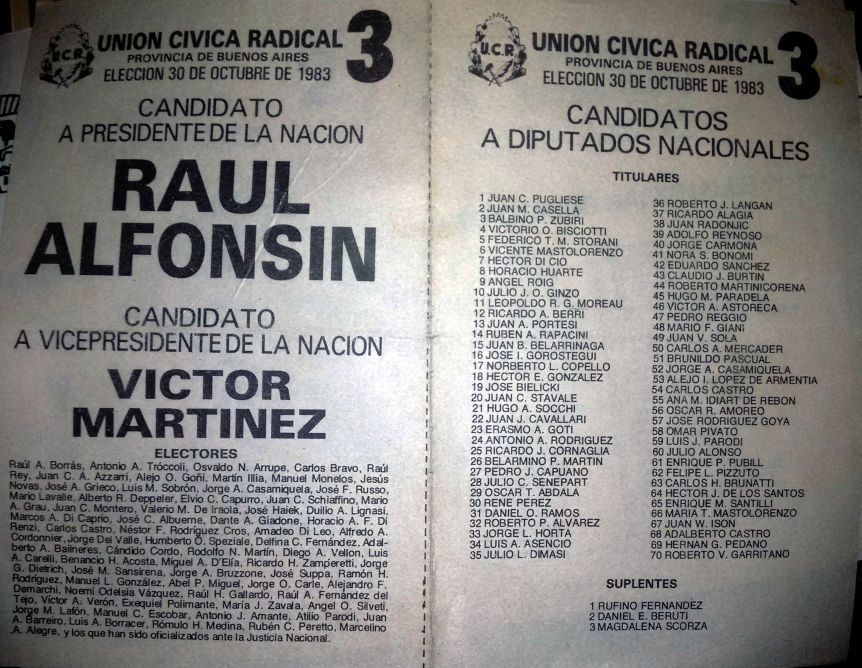 U.C.R.
UNION CIVICA RADICAL 3
PROVINCIA DE BUENOS AIRES
ELECCION 30 DE OCTUBRE DE 1983
CANDIDATO
A PRESIDENTE DE LA NACION
RAUL
ALFONSIN
CANDIDATO
A VICEPRESIDENTE DE LA NACION
VICTOR
MARTINEZ
ELECTORES
Raúl A. Borrás, Antonio A. Tróccoli, Osvaldo N. Arrupe, Carlos Bravo, Raúl
Rey, Juan C. A. Azzarri, Alejo O. Goñi, Martín Illia, Manuel Monelos, Jesús
Novas, José A. Grieco, Luis M. Sobrón, Jorge A. Casamiquela, José F. Russo,
Mario Lavalle, Alberto R. Deppeler, Elvio C. Capurro, Juan C. Schiaffino, Mario
A. Grau, Juan C. Montero, Valerio M. De Iraola, José Haiek, Duilio A. Lignasi,
Marcos A. Di Caprio, José C. Albuerne, Dante A. Giadone, Horacio A. F. Di
Renzi, Carlos Castro, Néstor F. Rodríguez Cros, Amadeo Di Leo, Alfredo A.
Cordonnier, Jorge Del Valle, Humberto O. Speziale, Delfina C. Fernández, Adal-
berto A. Balineres, Cándido Cordo, Rodolfo N. Martín, Diego A. Vellon, Luis
A. Carelli, Benancio H. Acosta, Miguel A. D'Elía, Ricardo H. Zamperetti, Jorge
G. Dietrich, José M. Sansirena, Jorge A. Bruzzone, José Suppa, Ramón H.
Rodríguez, Manuel L. González, Abel P. Miguel, Jorge O. Carle, Alejandro F.
Demarchi, Noemí Odelsia Vázquez, Raúl H. Gallardo, Raúl A. Fernández del
Tejo, Víctor A. Verón, Exequiel Polimante, María J. Zavala, Angel O. Silveti,
Jorge M. Lafón, Manuel C. Escobar, Antonio J. Amante, Atilio Parodi, Juan
A. Barreiro, Luis A. Borracer, Rómulo H. Medina, Rubén C. Peretto, Marcelino
A. Alegre, y los que han sido oficializados ante la Justicia Nacional.
U.C.R.
UNION CIVICA RADICAL 3
PROVINCIA DE BUENOS AIRES
ELECCION 30 DE OCTUBRE DE 1983
CANDIDATOS
A DIPUTADOS NACIONALES
TITULARES
1 JUAN C. PUGLIESE
2 JUAN M. CASELLA
3 BALBINO P. ZUBIRI
4 VICTORIO O. BISCIOTTI
5 FEDERICO T. M. STORANI
6 VICENTE MASTOLORENZO
7 HECTOR DI CIO
8 HORACIO HUARTE
9 ANGEL ROIG
10 JULIO J. O. GINZO
11 LEOPOLDO R. G. MOREAU
12 RICARDO A. BERRI
13 JUAN A. PORTESI
14 RUBEN A. RAPACINI
15 JUAN B. BELARRINAGA
16 JOSE I. GOROSTEGUI
17 NORBERTO L. COPELLO
18 HECTOR E. GONZALEZ
19 JOSE BIELICKI
20 JUAN C. STAVALE
21 HUGO A. SOCCHI
22 JUAN J. CAVALLARI
23 ERASMO A. GOTI
24 ANTONIO A. RODRIGUEZ
25 RICARDO J. CORNAGLIA
26 BELARMINO P. MARTIN
27 PEDRO J. CAPUANO
28 JULIO C. SENEPART
29 OSCAR T. ABDALA
30 RENE PEREZ
31 DANIEL O. RAMOS
32 ROBERTO P. ALVAREZ
33 JORGE L. HORTA
34 LUIS A. ASENCIO
35 JULIO L. DIMASI
36 ROBERTO J. LANGAN
37 RICARDO ALAGIA
38 JUAN RADONJIC
39 ADOLFO REYNOSO
40 JORGE CARMONA
41 NORA S. BONOMI
42 EDUARDO SANCHEZ
43 CLAUDIO J. BURTIN
44 ROBERTO MARTINICORENA
45 HUGO M. PARADELA
46 VICTOR A. ASTORECA
47 PEDRO REGGIO
48 MARIO F. GIANI
49 JUAN V. SOLA
50 CARLOS A. MERCADER
51 BRUNILDO PASCUAL
52 JORGE A. CASAMIQUELA
53 ALEJO I. LOPEZ DE ARMENTIA
54 CARLOS CASTRO
55 ANA M. IDIART DE REBON
56 OSCAR R. AMOREO
57 JOSE RODRIGUEZ GOYA
58 OMAR PIVATO
59 LUIS J. PARODI
60 JULIO ALONSO
61 ENRIQUE P. PUBILL
62 FELIPE L. PIZZUTO
63 CARLOS H. BRUNATTI
64 HECTOR J. DE LOS SANTOS
65 ENRIQUE M. SANTILLI
66 MARIA T. MASTOLORENZO
67 JUAN W. ISON
68 ADALBERTO CASTRO
69 HERNAN G. PEDANO
70 ROBERTO V. GARRITANO
SUPLENTES
1 RUFINO FERNANDEZ
2 DANIEL E. BERUTI
3 MAGDALENA SCORZA